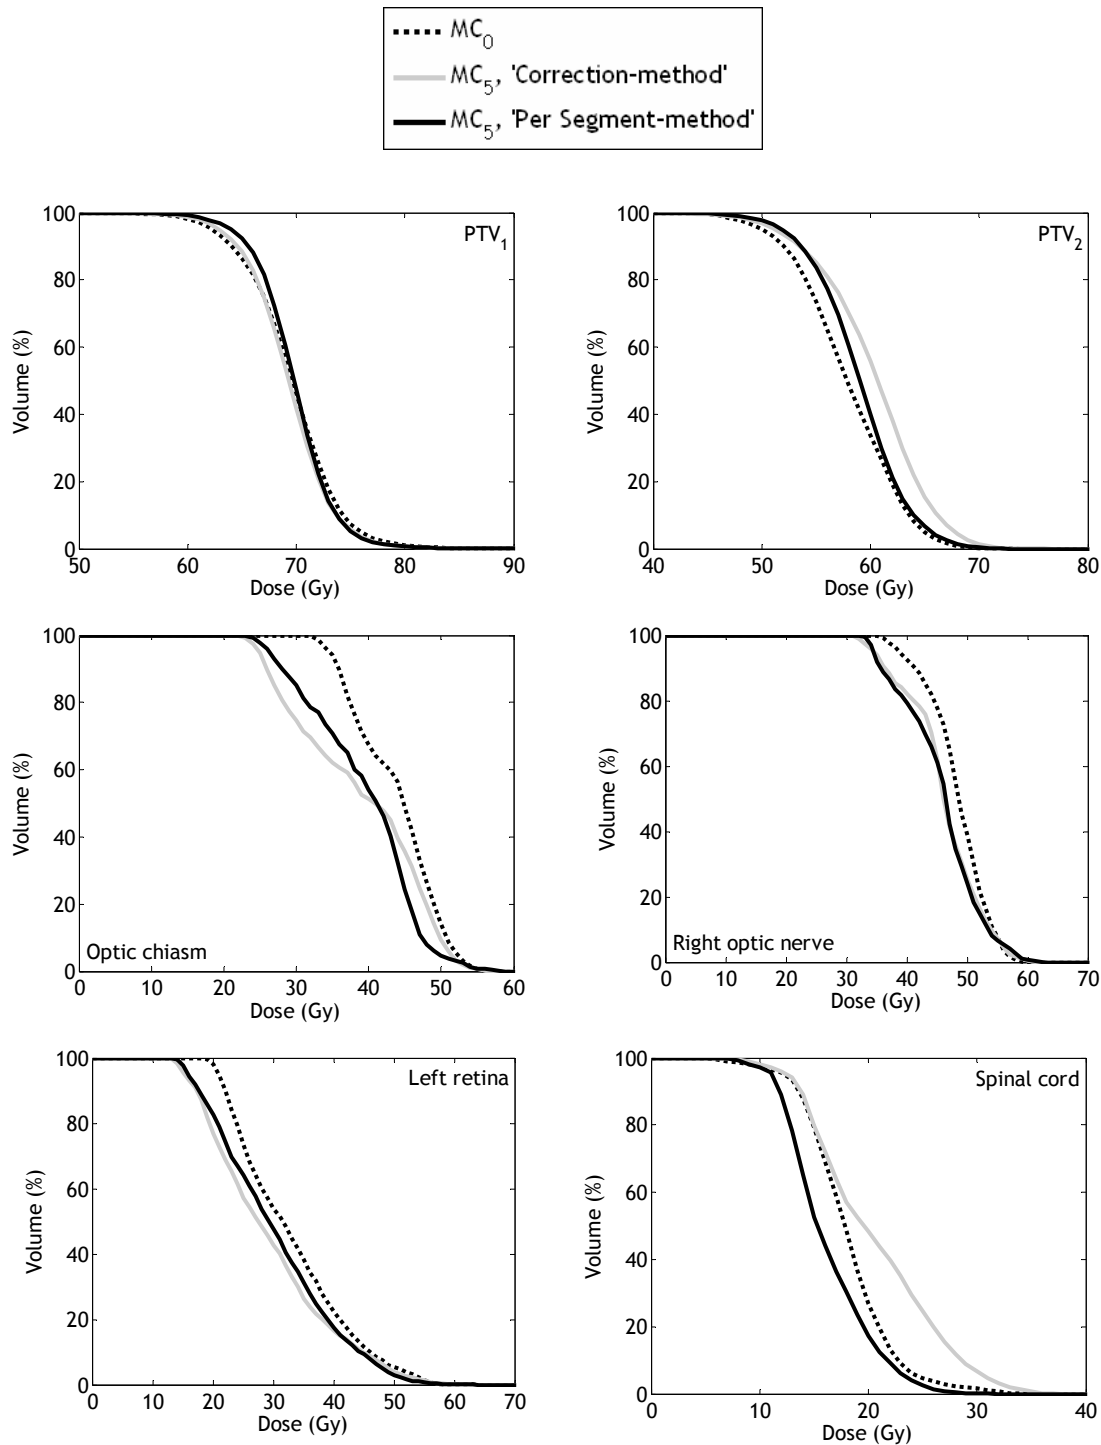 MC0
MC5, 'Correction-method'
MC5, 'Per Segment-method'
PTV1
Volume (%)
100
80
60
40
20
0
50 60 70 80 90
Dose (Gy)
PTV2
Volume (%)
100
80
60
40
20
0
40 50 60 70 80
Dose (Gy)
Optic chiasm
Volume (%)
100
80
60
40
20
0
0 10 20 30 40 50 60
Dose (Gy)
Right optic nerve
Volume (%)
100
80
60
40
20
0
0 10 20 30 40 50 60 70
Dose (Gy)
Left retina
Volume (%)
100
80
60
40
20
0
0 10 20 30 40 50 60 70
Dose (Gy)
Spinal cord
Volume (%)
100
80
60
40
20
0
0 10 20 30 40
Dose (Gy)